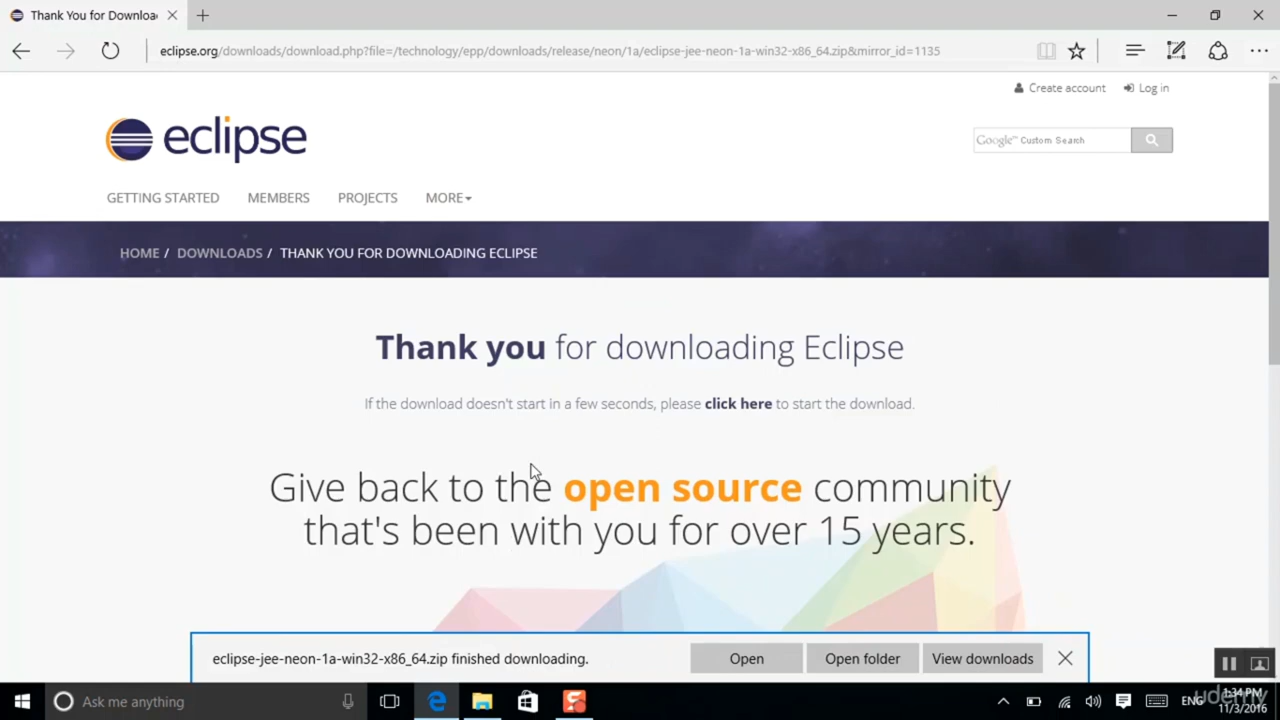 Thank You for Downloa
eclipse.org/downloads/download.php?file=/technology/epp/downloads/release/neon/1a/eclipse-jee-neon-1a-win32-x86_64.zip&mirror_id=1135
Create account Log in
eclipse
Google™ Custom Search
GETTING STARTED MEMBERS PROJECTS MORE
HOME / DOWNLOADS / THANK YOU FOR DOWNLOADING ECLIPSE
Thank you for downloading Eclipse
If the download doesn't start in a few seconds, please click here to start the download.
Give back to the open source community
that's been with you for over 15 years.
eclipse-jee-neon-1a-win32-x86_64.zip finished downloading. Open Open folder View downloads
Ask me anything
ENG
1:34 PM
11/3/2016
udemy